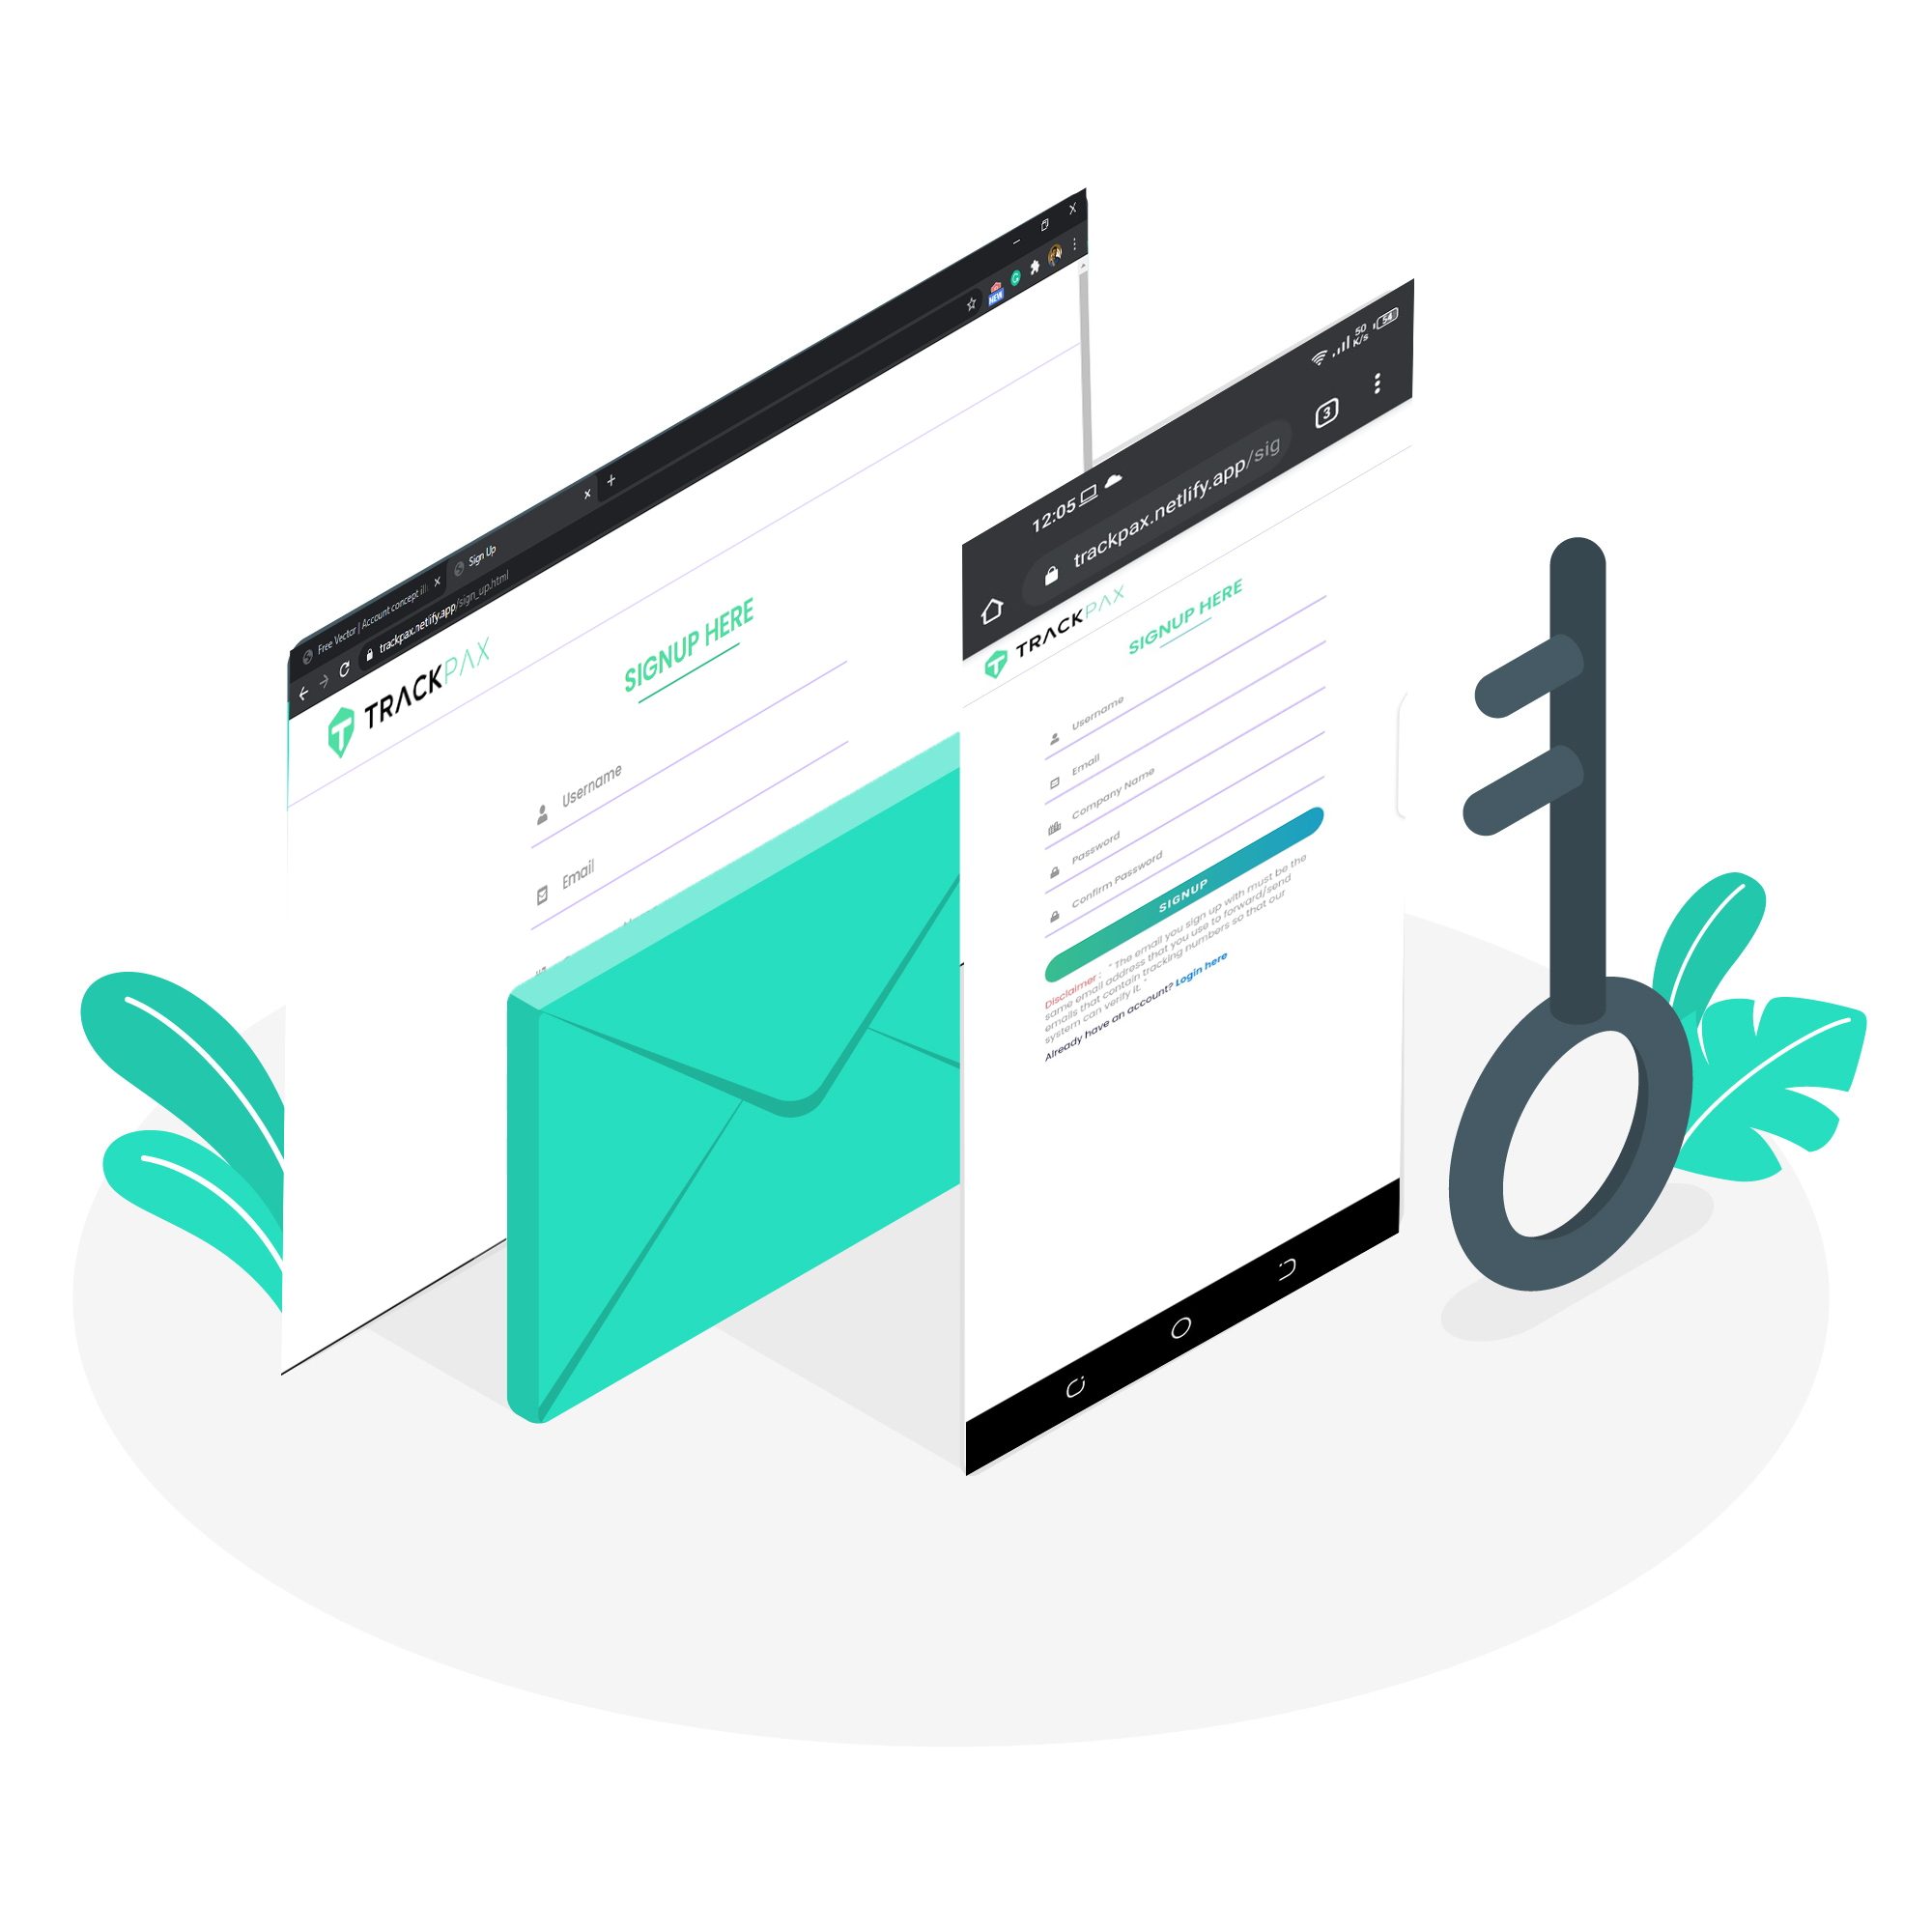 Free Vector | Account concept ill
Sign Up
trackpax.netlify.app/sign_up.html
NEW
TRACKPAX
SIGNUP HERE
Username
Email
12:05
50
K/s
54
trackpax.netlify.app/sig
3
TRACKPAX
SIGNUP HERE
Username
Email
Company Name
Password
Confirm Password
SIGNUP
Disclaimer : " The email you sign up with must be the
same email address that you use to forward/send
emails that contain tracking numbers so that our
system can verify it. "
Already have an account? Login here